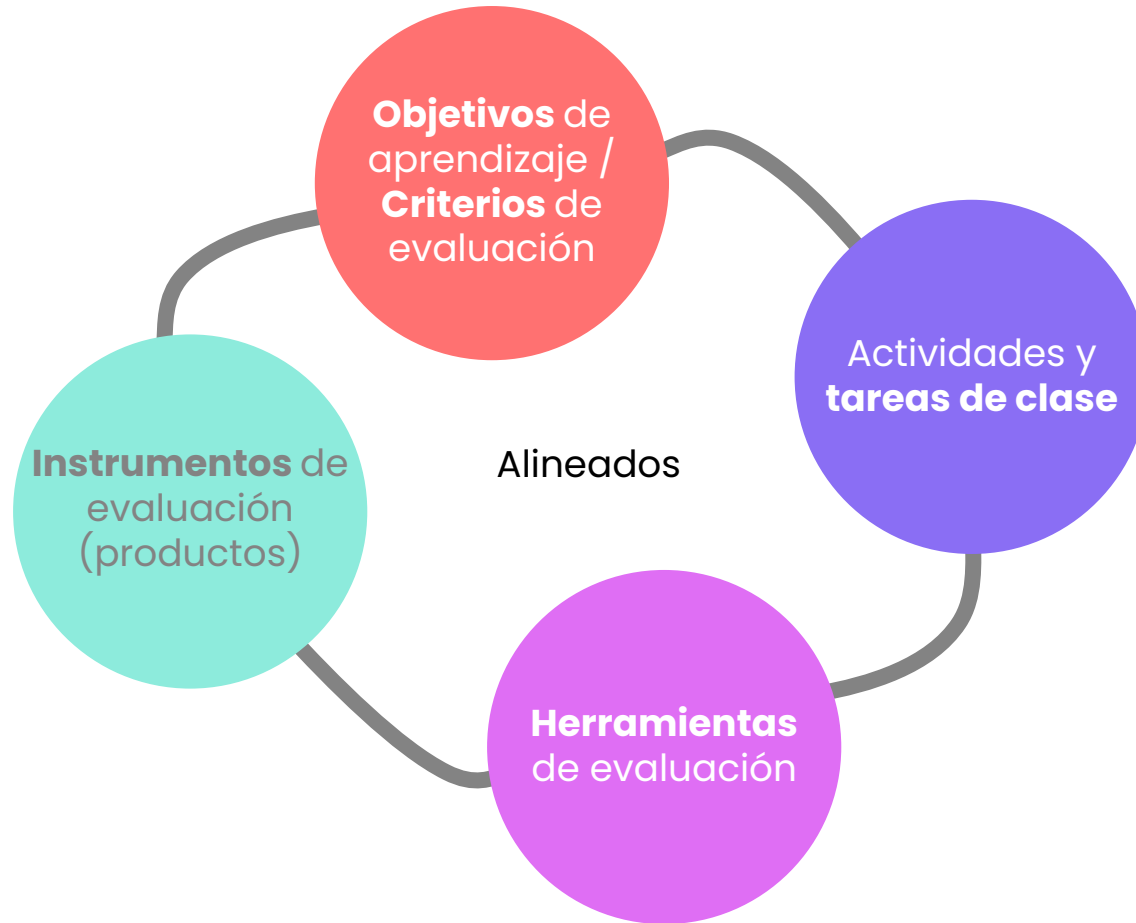 Objetivos de
aprendizaje /
Criterios de
evaluación
Actividades y
tareas de clase
Alineados
Instrumentos de
evaluación
(productos)
Herramientas
de evaluación